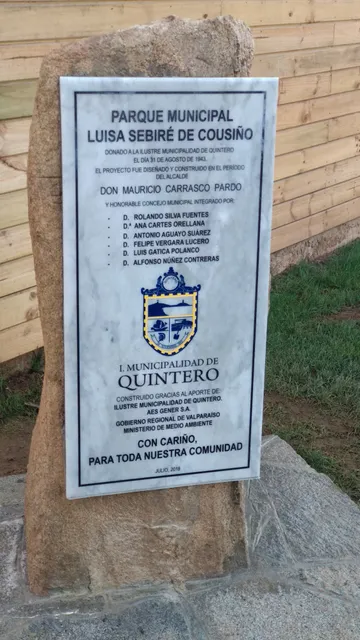 PARQUE MUNICIPAL
LUISA SEBIRÉ DE COUSIÑO
DONADO A LA ILUSTRE MUNICIPALIDAD DE QUINTERO
EL DÍA 31 DE AGOSTO DE 1943.
EL PROYECTO FUE DISEÑADO Y CONSTRUIDO EN EL PERÍODO
DEL ALCALDE
DON MAURICIO CARRASCO PARDO
Y HONORABLE CONCEJO MUNICIPAL INTEGRADO POR:
- D. ROLANDO SILVA FUENTES
- D.ª ANA CARTES ORELLANA
- D. ANTONIO AGUAYO SUÁREZ
- D. FELIPE VERGARA LUCERO
- D. LUIS GATICA POLANCO
- D. ALFONSO NÚÑEZ CONTRERAS
I. MUNICIPALIDAD DE
QUINTERO
CONSTRUIDO GRACIAS AL APORTE DE:
ILUSTRE MUNICIPALIDAD DE QUINTERO.
AES GENER S.A.
GOBIERNO REGIONAL DE VALPARAÍSO
MINISTERIO DE MEDIO AMBIENTE
CON CARIÑO,
PARA TODA NUESTRA COMUNIDAD
JULIO, 2016